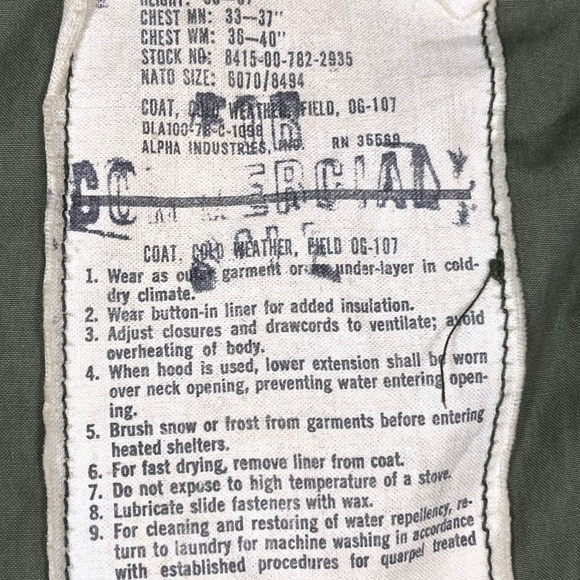 CHEST MN: 33—37"
CHEST WM: 36—40"
STOCK NO: 8415-00-782-2935
NATO SIZE: 6070/8494
COAT, COLD WEATHER, FIELD, OG-107
DLA100-78-C-1098
ALPHA INDUSTRIES, INC. RN 35589
FOR
COMMERCIAL
COAT, COLD WEATHER, FIELD OG-107
1. Wear as outer garment or as under-layer in cold-
dry climate.
2. Wear button-in liner for added insulation.
3. Adjust closures and drawcords to ventilate; avoid
overheating of body.
4. When hood is used, lower extension shall be worn
over neck opening, preventing water entering open-
ing.
5. Brush snow or frost from garments before entering
heated shelters.
6. For fast drying, remove liner from coat.
7. Do not expose to high temperature of a stove.
8. Lubricate slide fasteners with wax.
9. For cleaning and restoring of water repellency, re-
turn to laundry for machine washing in accordance
with established procedures for quarpel treated